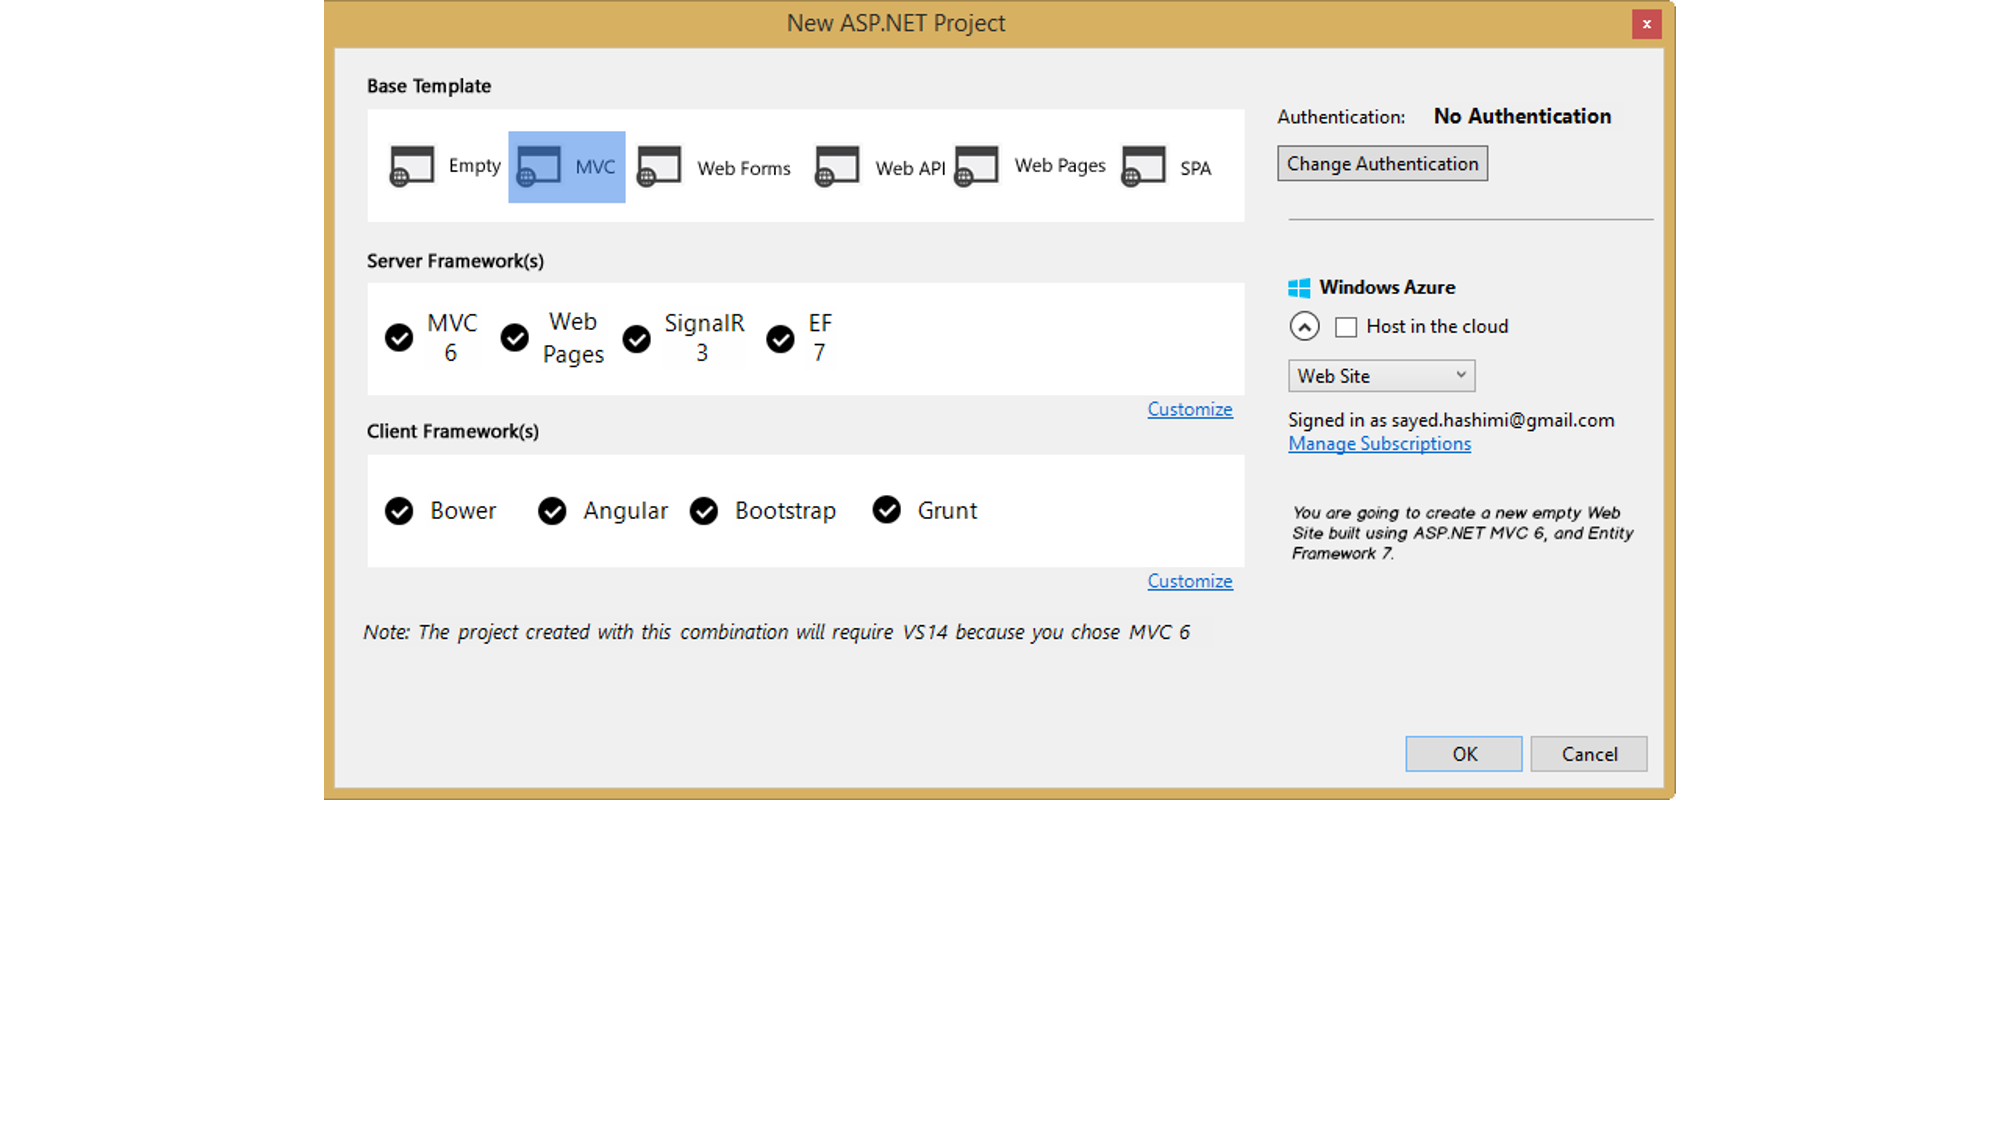 New ASP.NET Project
x
Base Template
Empty
MVC
Web Forms
Web API
Web Pages
SPA
Authentication: No Authentication
Change Authentication
Server Framework(s)
MVC
6
Web
Pages
SignalR
3
EF
7
Customize
Windows Azure
Host in the cloud
Web Site
Signed in as sayed.hashimi@gmail.com
Manage Subscriptions
Client Framework(s)
Bower
Angular
Bootstrap
Grunt
Customize
You are going to create a new empty Web
Site built using ASP.NET MVC 6, and Entity
Framework 7.
Note: The project created with this combination will require VS14 because you chose MVC 6
OK
Cancel